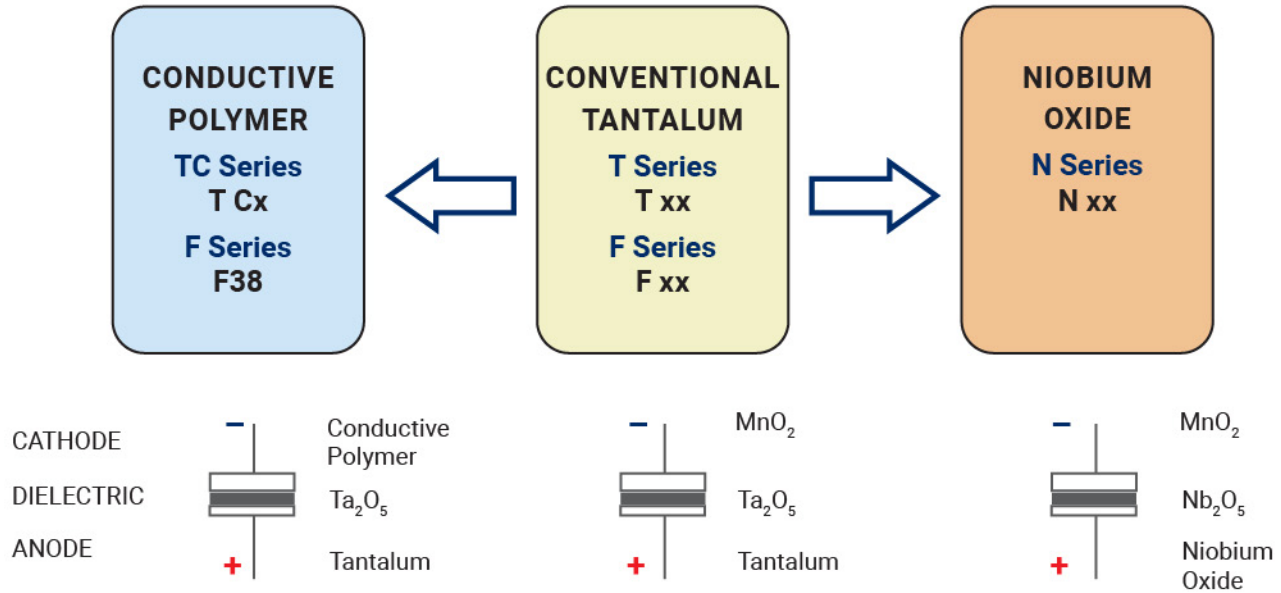 CONDUCTIVE
POLYMER
TC Series
T Cx
F Series
F38
CONVENTIONAL
TANTALUM
T Series
T xx
F Series
F xx
NIOBIUM
OXIDE
N Series
N xx
CATHODE
DIELECTRIC
ANODE
–
Conductive
Polymer
Ta₂O₅
+
Tantalum
–
MnO₂
Ta₂O₅
+
Tantalum
–
MnO₂
Nb₂O₅
+
Niobium
Oxide